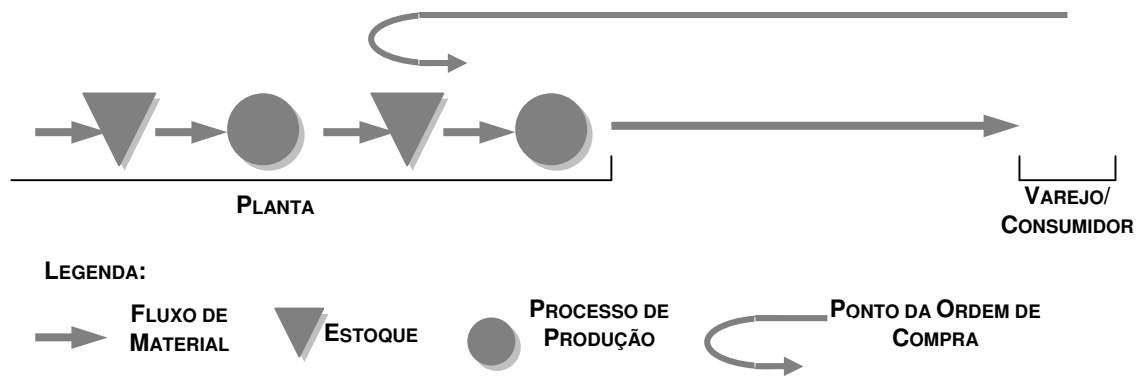 PLANTA
VAREJO/
CONSUMIDOR
LEGENDA:
FLUXO DE
MATERIAL
ESTOQUE
PROCESSO DE
PRODUÇÃO
PONTO DA ORDEM DE
COMPRA